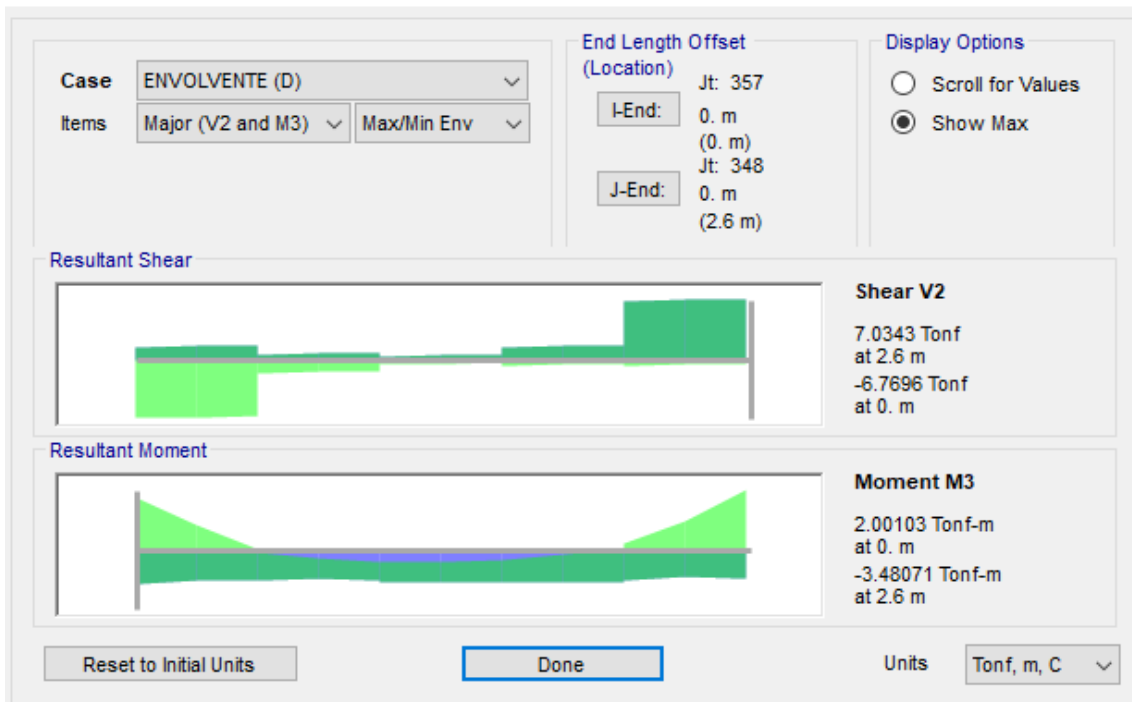 End Length Offset
(Location)
Display Options
Case
ENVOLVENTE (D)
Items
Major (V2 and M3)
Max/Min Env
I-End:
Jt: 357
0. m
(0. m)
J-End:
Jt: 348
0. m
(2.6 m)
Scroll for Values
Show Max
Resultant Shear
Shear V2
7.0343 Tonf
at 2.6 m
-6.7696 Tonf
at 0. m
Resultant Moment
Moment M3
2.00103 Tonf-m
at 0. m
-3.48071 Tonf-m
at 2.6 m
Reset to Initial Units
Done
Units
Tonf, m, C